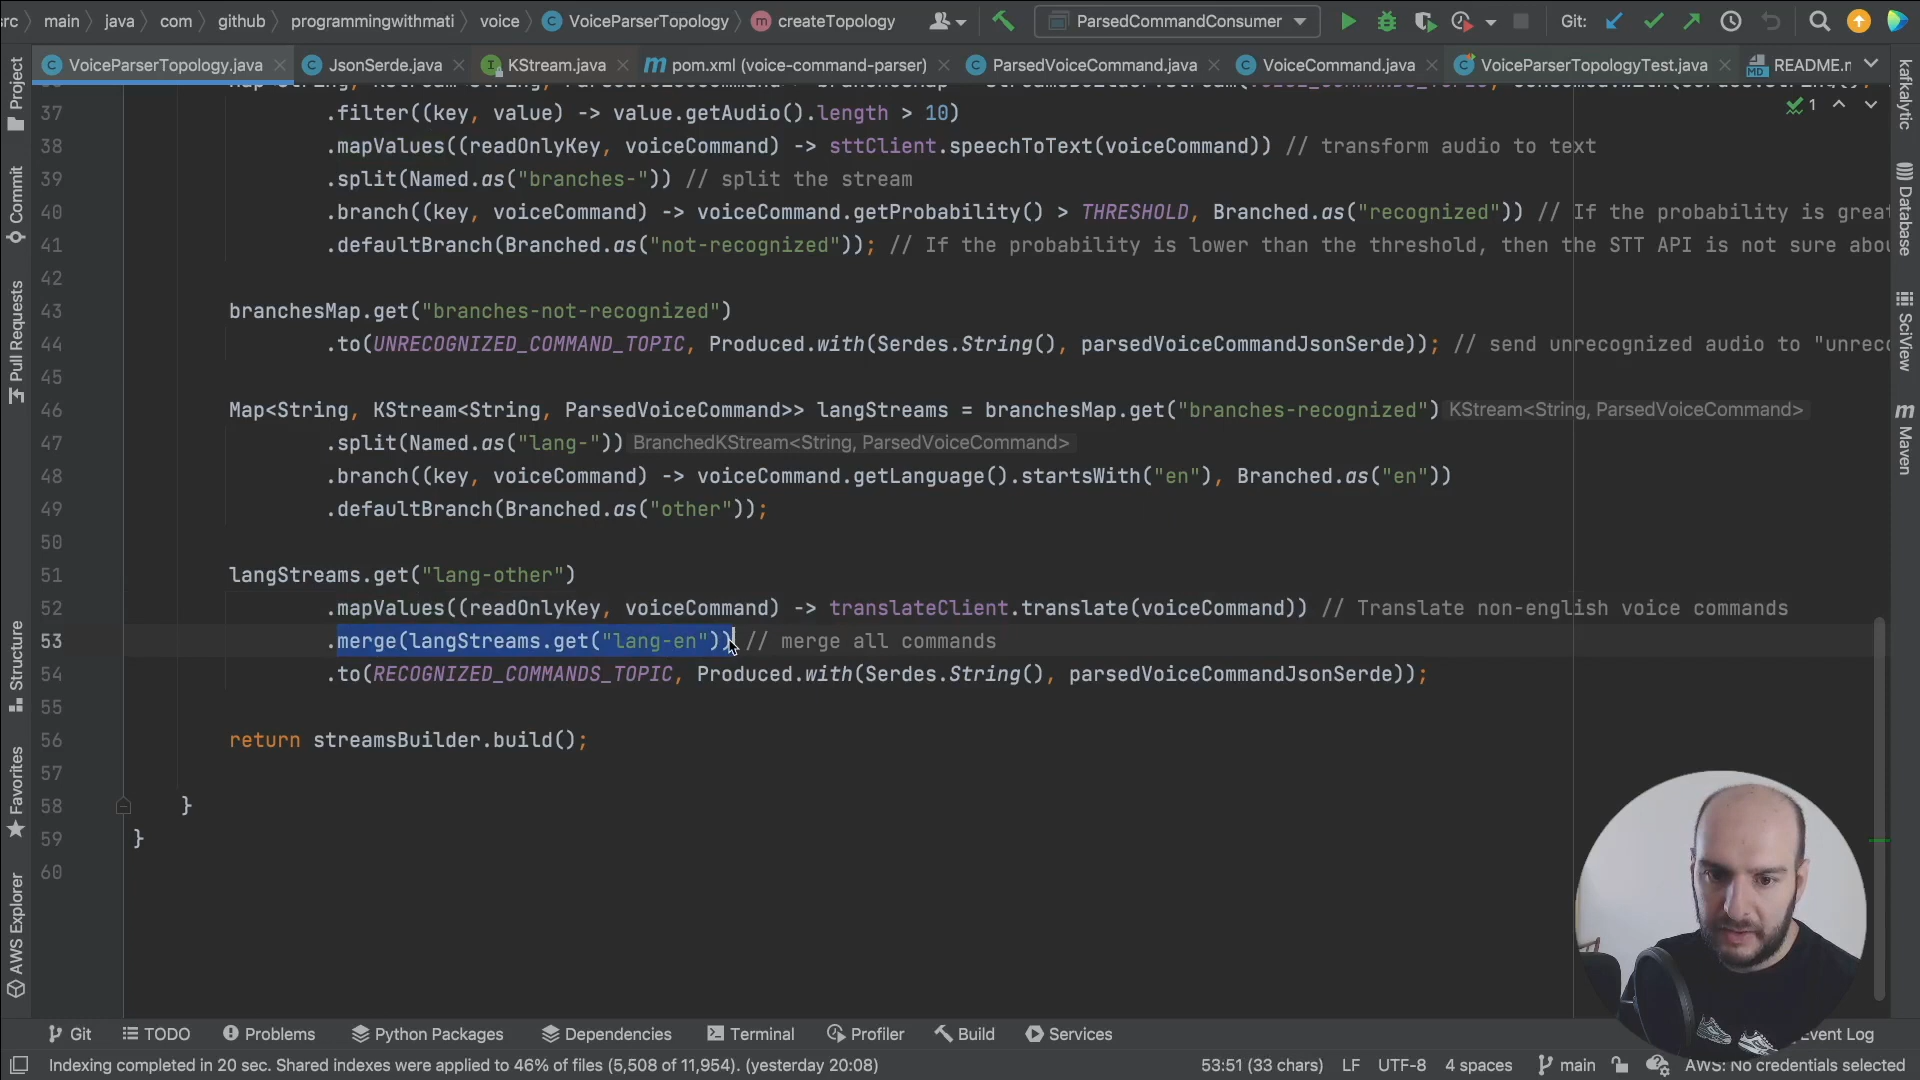 src main java com github programmingwithmati voice VoiceParserTopology createTopology ParsedCommandConsumer Git:
VoiceParserTopology.java JsonSerde.java KStream.java pom.xml (voice-command-parser) ParsedVoiceCommand.java VoiceCommand.java VoiceParserTopologyTest.java README.m
37 .filter((key, value) -> value.getAudio().length > 10)
38 .mapValues((readOnlyKey, voiceCommand) -> sttClient.speechToText(voiceCommand)) // transform audio to text
39 .split(Named.as("branches-")) // split the stream
40 .branch((key, voiceCommand) -> voiceCommand.getProbability() > THRESHOLD, Branched.as("recognized")) // If the probability is grea
41 .defaultBranch(Branched.as("not-recognized")); // If the probability is lower than the threshold, then the STT API is not sure abou
42
43 branchesMap.get("branches-not-recognized")
44 .to(UNRECOGNIZED_COMMAND_TOPIC, Produced.with(Serdes.String(), parsedVoiceCommandJsonSerde)); // send unrecognized audio to "unrec
45
46 Map<String, KStream<String, ParsedVoiceCommand>> langStreams = branchesMap.get("branches-recognized") KStream<String, ParsedVoiceCommand>
47 .split(Named.as("lang-")) BranchedKStream<String, ParsedVoiceCommand>
48 .branch((key, voiceCommand) -> voiceCommand.getLanguage().startsWith("en"), Branched.as("en"))
49 .defaultBranch(Branched.as("other"));
50
51 langStreams.get("lang-other")
52 .mapValues((readOnlyKey, voiceCommand) -> translateClient.translate(voiceCommand)) // Translate non-english voice commands
53 .merge(langStreams.get("lang-en")) // merge all commands
54 .to(RECOGNIZED_COMMANDS_TOPIC, Produced.with(Serdes.String(), parsedVoiceCommandJsonSerde));
55
56 return streamsBuilder.build();
57
58 }
59 }
60
Project
Commit
Pull Requests
Structure
Favorites
AWS Explorer
kafkalytic
Database
SciView
Maven
1
Git TODO Problems Python Packages Dependencies Terminal Profiler Build Services Event Log
Indexing completed in 20 sec. Shared indexes were applied to 46% of files (5,508 of 11,954). (yesterday 20:08) 53:51 (33 chars) LF UTF-8 4 spaces main AWS: No credentials selected